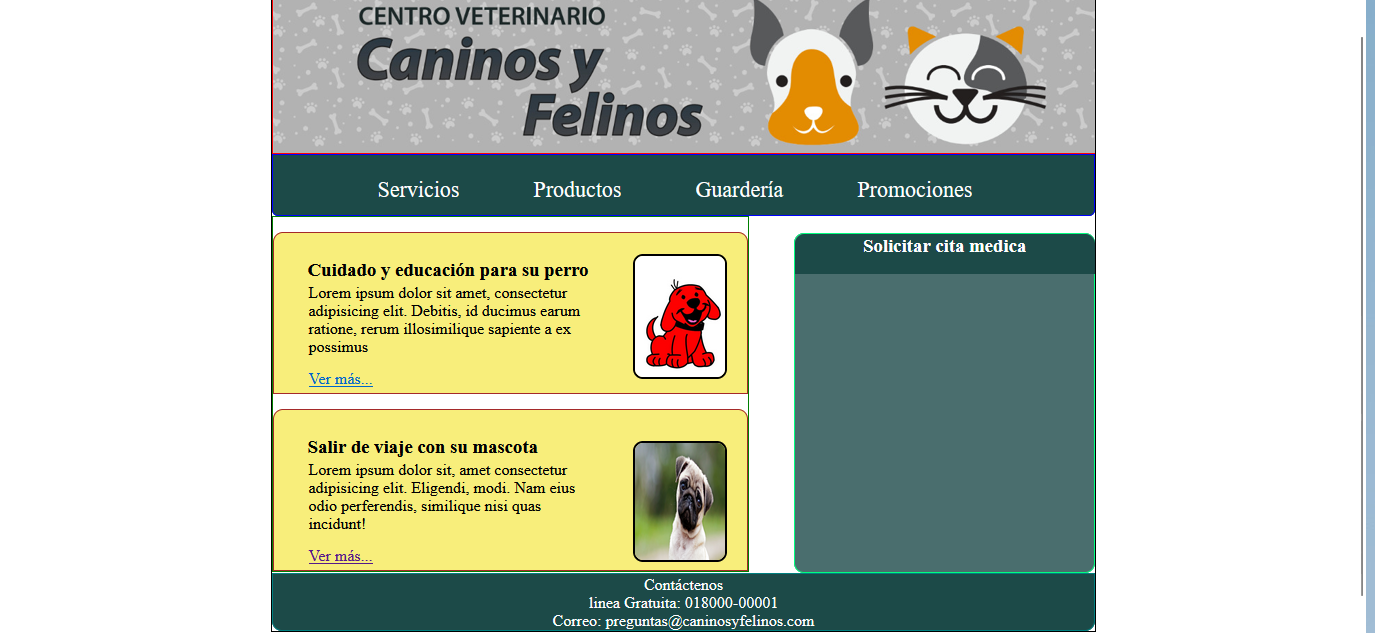 CENTRO VETERINARIO
Caninos y
Felinos
Servicios
Productos
Guardería
Promociones
Cuidado y educación para su perro
Lorem ipsum dolor sit amet, consectetur
adipisicing elit. Debitis, id ducimus earum
ratione, rerum illosimilique sapiente a ex
possimus
Ver más...
Salir de viaje con su mascota
Lorem ipsum dolor sit, amet consectetur
adipisicing elit. Eligendi, modi. Nam eius
odio perferendis, similique nisi quas
incidunt!
Ver más...
Solicitar cita medica
Contáctenos
linea Gratuita: 018000-00001
Correo: preguntas@caninosyfelinos.com